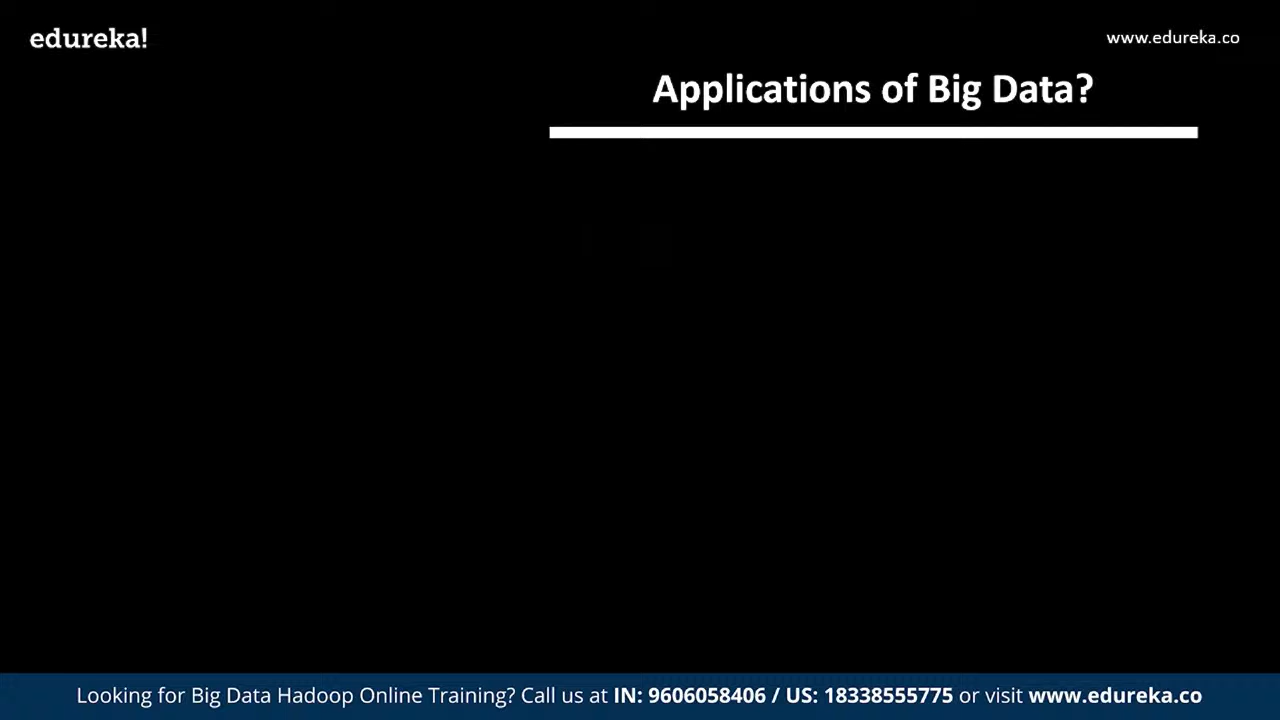 edureka!
www.edureka.co
Applications of Big Data?
Looking for Big Data Hadoop Online Training? Call us at IN: 9606058406 / US: 18338555775 or visit www.edureka.co